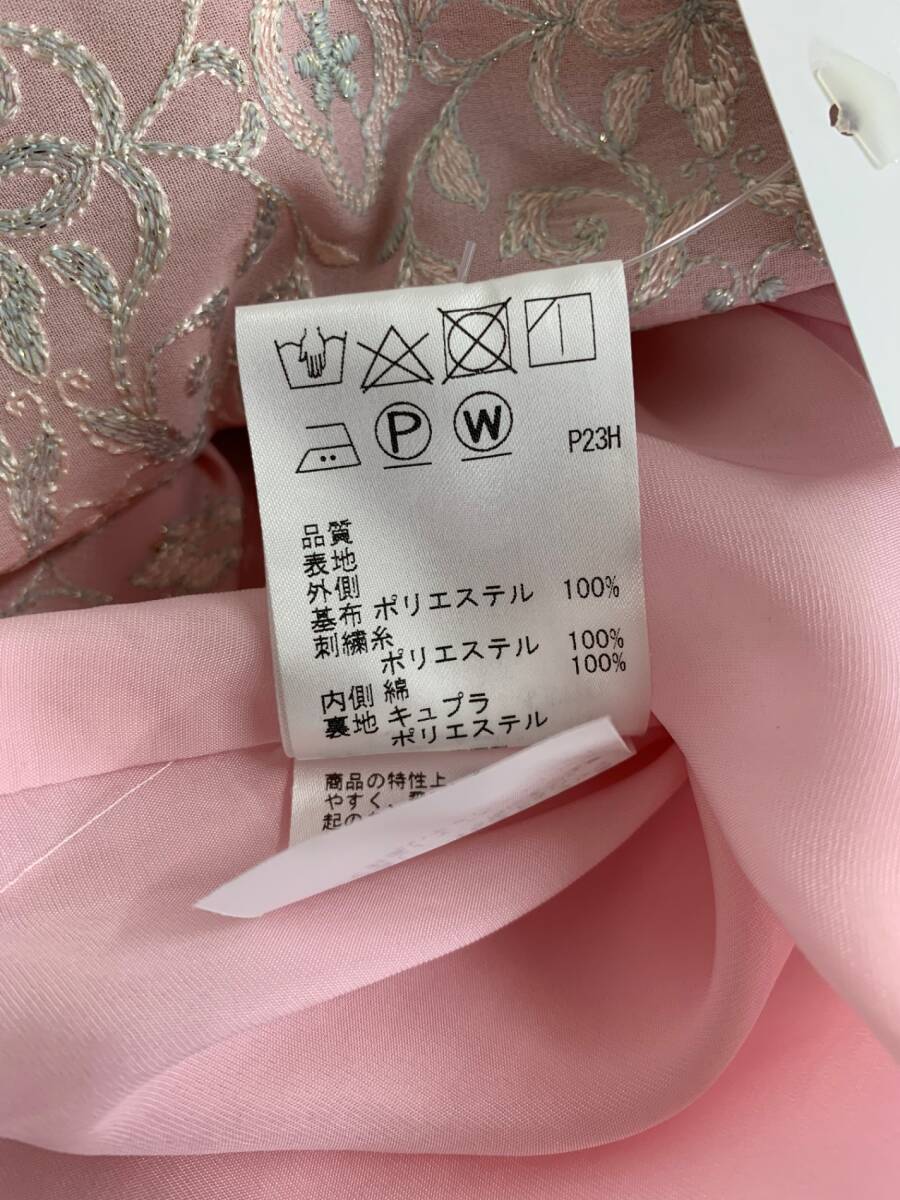 P W P23H
品質
表地
外側
基布 ポリエステル 100%
刺繍糸
ポリエステル 100%
内側 綿 100%
裏地 キュプラ
ポリエステル
商品の特性上
やすく、
起の